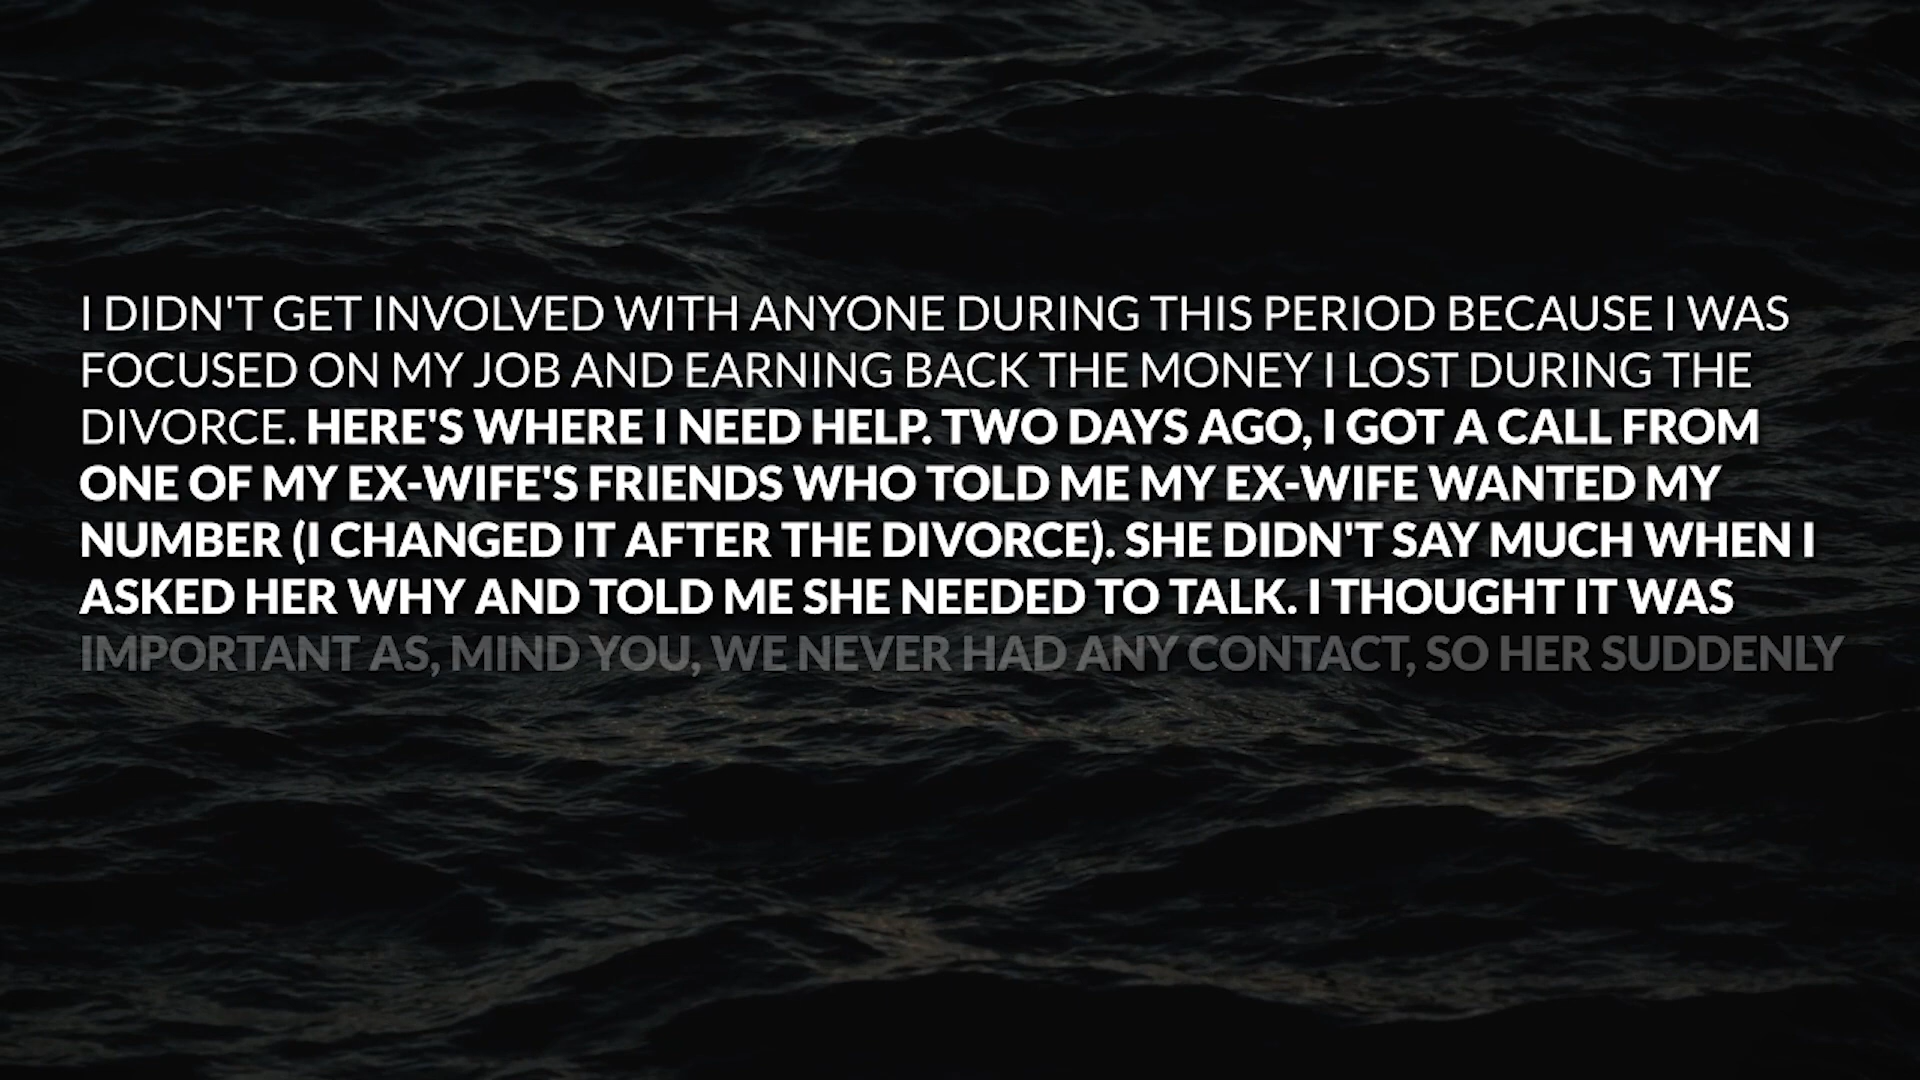 I DIDN'T GET INVOLVED WITH ANYONE DURING THIS PERIOD BECAUSE I WAS
FOCUSED ON MY JOB AND EARNING BACK THE MONEY I LOST DURING THE
DIVORCE. HERE'S WHERE I NEED HELP. TWO DAYS AGO, I GOT A CALL FROM
ONE OF MY EX-WIFE'S FRIENDS WHO TOLD ME MY EX-WIFE WANTED MY
NUMBER (I CHANGED IT AFTER THE DIVORCE). SHE DIDN'T SAY MUCH WHEN I
ASKED HER WHY AND TOLD ME SHE NEEDED TO TALK. I THOUGHT IT WAS
IMPORTANT AS, MIND YOU, WE NEVER HAD ANY CONTACT, SO HER SUDDENLY